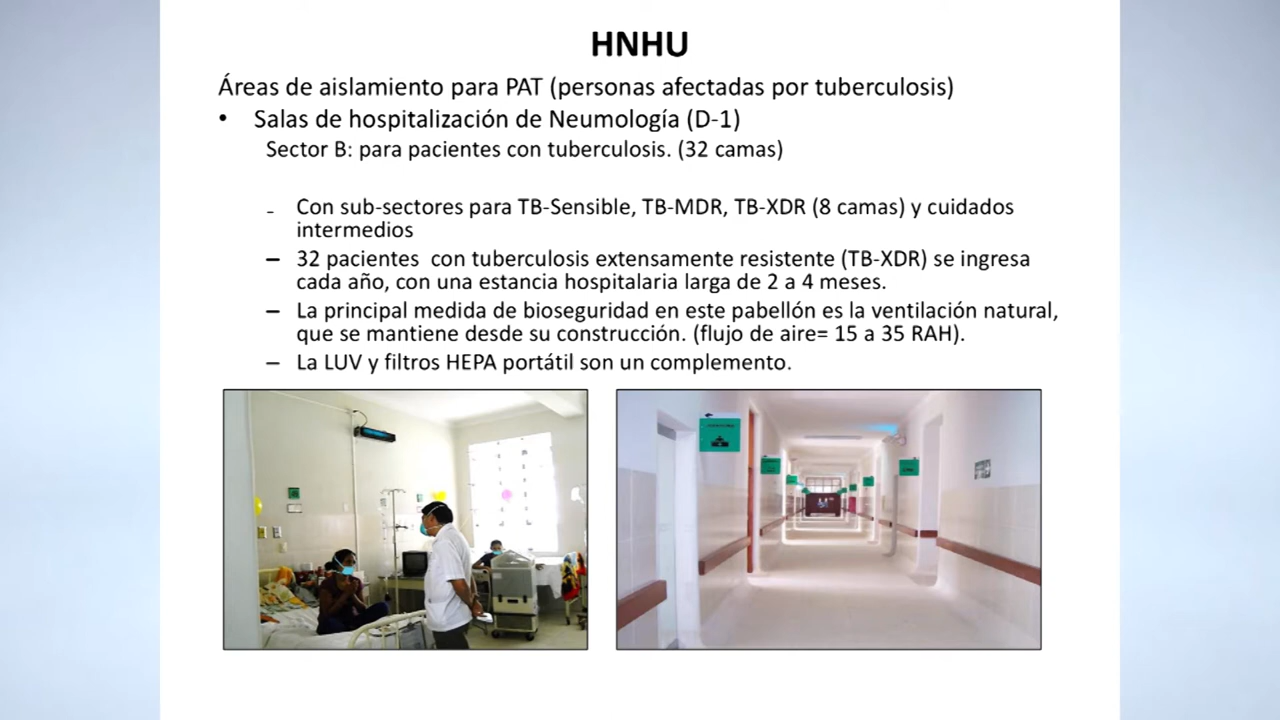 HNHU
Áreas de aislamiento para PAT (personas afectadas por tuberculosis)
• Salas de hospitalización de Neumología (D-1)
Sector B: para pacientes con tuberculosis. (32 camas)
- Con sub-sectores para TB-Sensible, TB-MDR, TB-XDR (8 camas) y cuidados
intermedios
– 32 pacientes con tuberculosis extensamente resistente (TB-XDR) se ingresa
cada año, con una estancia hospitalaria larga de 2 a 4 meses.
– La principal medida de bioseguridad en este pabellón es la ventilación natural,
que se mantiene desde su construcción. (flujo de aire= 15 a 35 RAH).
– La LUV y filtros HEPA portátil son un complemento.